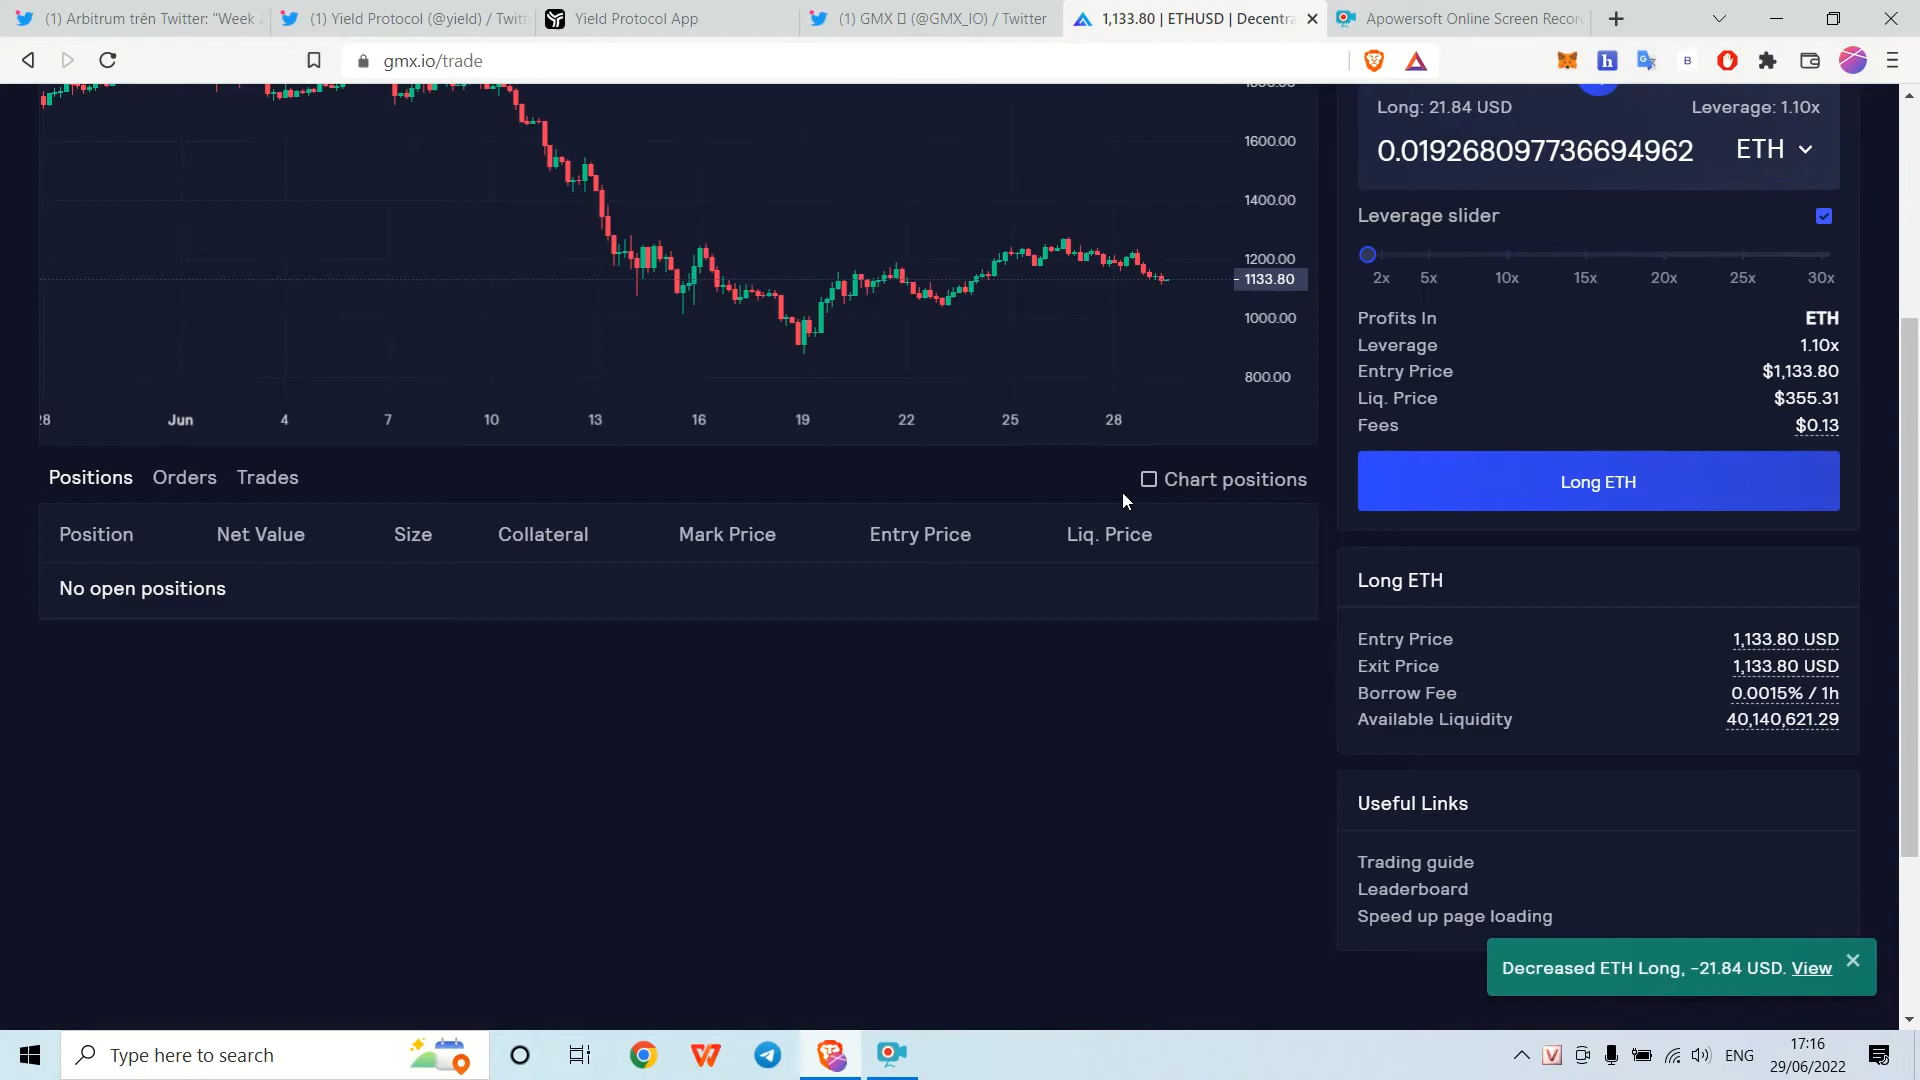 (1) Arbitrum trên Twitter: "Week 2
(1) Yield Protocol (@yield) / Twitt
Yield Protocol App
(1) GMX (@GMX_IO) / Twitter
1,133.80 | ETHUSD | Decentra
Apowersoft Online Screen Record
gmx.io/trade
Long: 21.84 USD
Leverage: 1.10x
0.019268097736694962
ETH
Leverage slider
2x 5x 10x 15x 20x 25x 30x
Profits In
ETH
Leverage
1.10x
Entry Price
$1,133.80
Liq. Price
$355.31
Fees
$0.13
Long ETH
1600.00
1400.00
1200.00
1133.80
1000.00
800.00
28 Jun 4 7 10 13 16 19 22 25 28
Positions Orders Trades
Chart positions
Position Net Value Size Collateral Mark Price Entry Price Liq. Price
No open positions
Long ETH
Entry Price
1,133.80 USD
Exit Price
1,133.80 USD
Borrow Fee
0.0015% / 1h
Available Liquidity
40,140,621.29
Useful Links
Trading guide
Leaderboard
Speed up page loading
Decreased ETH Long, -21.84 USD. View
Type here to search
ENG
17:16
29/06/2022